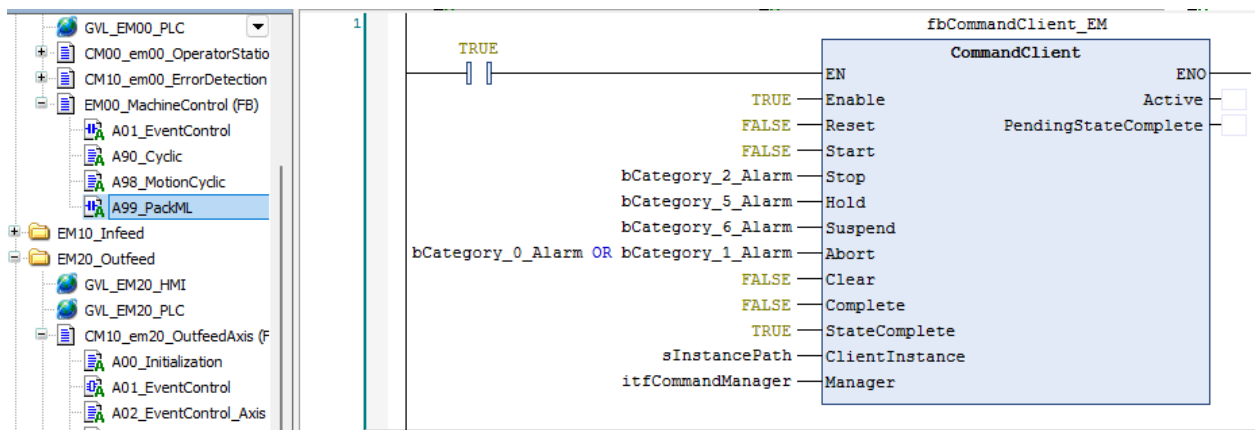 GVL_EM00_PLC
CM00_em00_OperatorStatio
CM10_em00_ErrorDetection
EM00_MachineControl (FB)
A01_EventControl
A90_Cyclic
A98_MotionCyclic
A99_PackML
EM10_Infeed
EM20_Outfeed
GVL_EM20_HMI
GVL_EM20_PLC
CM10_em20_OutfeedAxis (F
A00_Initialization
A01_EventControl
A02_EventControl_Axis
1
fbCommandClient_EM
TRUE
CommandClient
EN ENO
TRUE Enable Active
FALSE Reset PendingStateComplete
FALSE Start
bCategory_2_Alarm Stop
bCategory_5_Alarm Hold
bCategory_6_Alarm Suspend
bCategory_0_Alarm OR bCategory_1_Alarm Abort
FALSE Clear
FALSE Complete
TRUE StateComplete
sInstancePath ClientInstance
itfCommandManager Manager